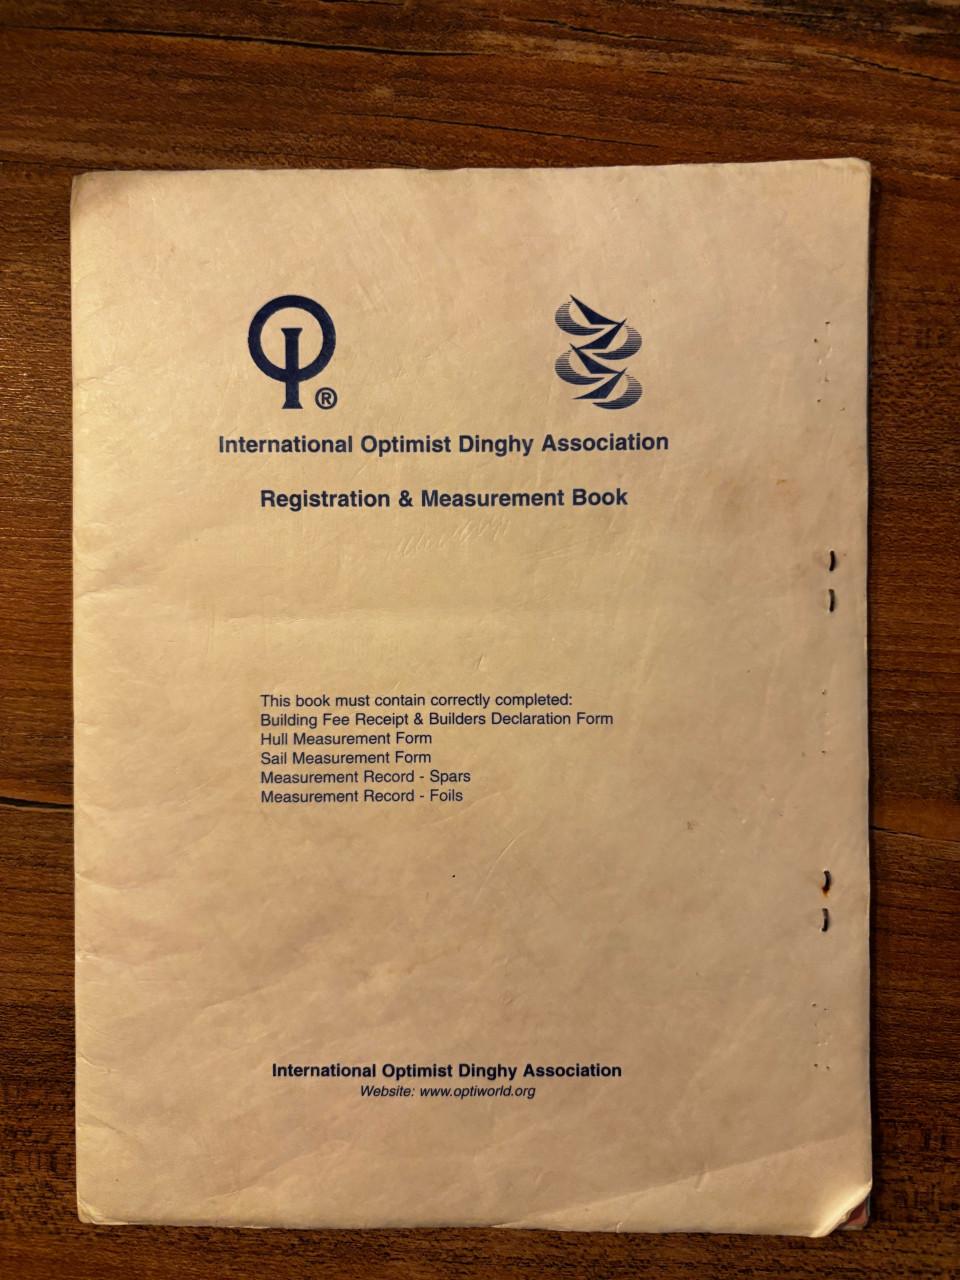 ®
International Optimist Dinghy Association
Registration & Measurement Book
This book must contain correctly completed:
Building Fee Receipt & Builders Declaration Form
Hull Measurement Form
Sail Measurement Form
Measurement Record - Spars
Measurement Record - Foils
International Optimist Dinghy Association
Website: www.optiworld.org